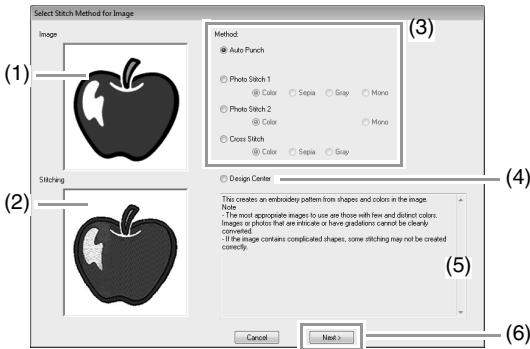 Select Stitch Method for Image
Image
Method:
(3)
Auto Punch
(1)
Photo Stitch 1
Color Sepia Gray Mono
Photo Stitch 2
Color Mono
Cross Stitch
Color Sepia Gray
Stitching
Design Center
(4)
(2)
This creates an embroidery pattern from shapes and colors in the image.
Note
- The most appropriate images to use are those with few and distinct colors.
Images or photos that are intricate or have gradations cannot be cleanly
converted.
- If the image contains complicated shapes, some stitching may not be created
correctly.
(5)
Cancel
Next >
(6)